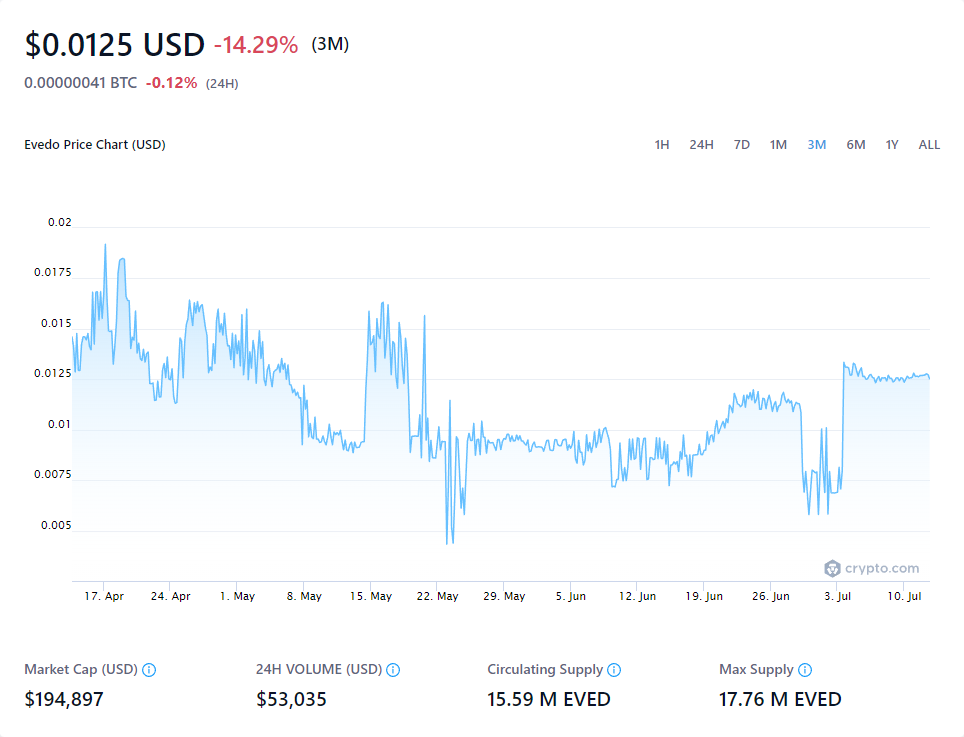 $0.0125 USD -14.29% (3M)
0.00000041 BTC -0.12% (24H)
Evedo Price Chart (USD)
1H 24H 7D 1M 3M 6M 1Y ALL
0.02
0.0175
0.015
0.0125
0.01
0.0075
0.005
crypto.com
17. Apr 24. Apr 1. May 8. May 15. May 22. May 29. May 5. Jun 12. Jun 19. Jun 26. Jun 3. Jul 10. Jul
Market Cap (USD) 24H VOLUME (USD) Circulating Supply Max Supply
$194,897 $53,035 15.59 M EVED 17.76 M EVED